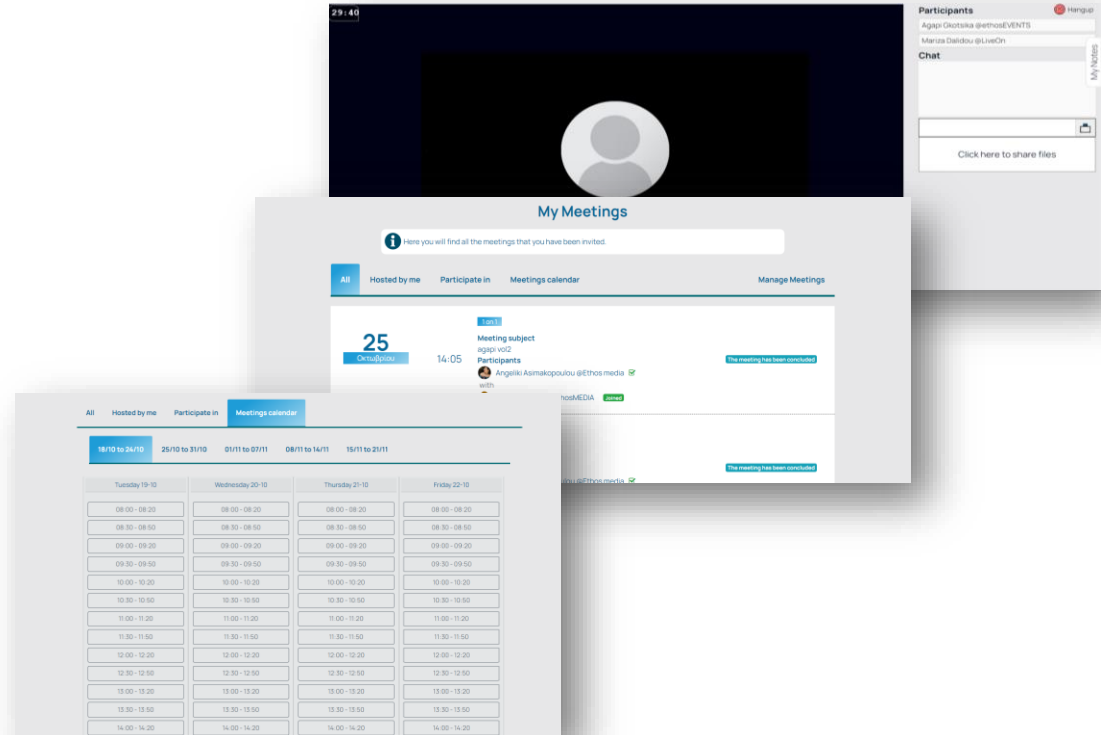 29:40
Participants
Hangup
Agapi Gkotsika @ethosEVENTS
Mariza Dalidou @LiveOn
Chat
My Notes
Click here to share files
My Meetings
Here you will find all the meetings that you have been invited.
All Hosted by me Participate in Meetings calendar Manage Meetings
1 on 1
25
Οκτωβρίου
14:05
Meeting subject
agapi vol2
Participants
Angeliki Asimakopoulou @Ethos media
with
hosMEDIA Joined
The meeting has been concluded
The meeting has been concluded
ulou @Ethos media
All Hosted by me Participate in Meetings calendar
18/10 to 24/10 25/10 to 31/10 01/11 to 07/11 08/11 to 14/11 15/11 to 21/11
Tuesday 19-10 Wednesday 20-10 Thursday 21-10 Friday 22-10
08:00 - 08:20 08:00 - 08:20 08:00 - 08:20 08:00 - 08:20
08:30 - 08:50 08:30 - 08:50 08:30 - 08:50 08:30 - 08:50
09:00 - 09:20 09:00 - 09:20 09:00 - 09:20 09:00 - 09:20
09:30 - 09:50 09:30 - 09:50 09:30 - 09:50 09:30 - 09:50
10:00 - 10:20 10:00 - 10:20 10:00 - 10:20 10:00 - 10:20
10:30 - 10:50 10:30 - 10:50 10:30 - 10:50 10:30 - 10:50
11:00 - 11:20 11:00 - 11:20 11:00 - 11:20 11:00 - 11:20
11:30 - 11:50 11:30 - 11:50 11:30 - 11:50 11:30 - 11:50
12:00 - 12:20 12:00 - 12:20 12:00 - 12:20 12:00 - 12:20
12:30 - 12:50 12:30 - 12:50 12:30 - 12:50 12:30 - 12:50
13:00 - 13:20 13:00 - 13:20 13:00 - 13:20 13:00 - 13:20
13:30 - 13:50 13:30 - 13:50 13:30 - 13:50 13:30 - 13:50
14:00 - 14:20 14:00 - 14:20 14:00 - 14:20 14:00 - 14:20